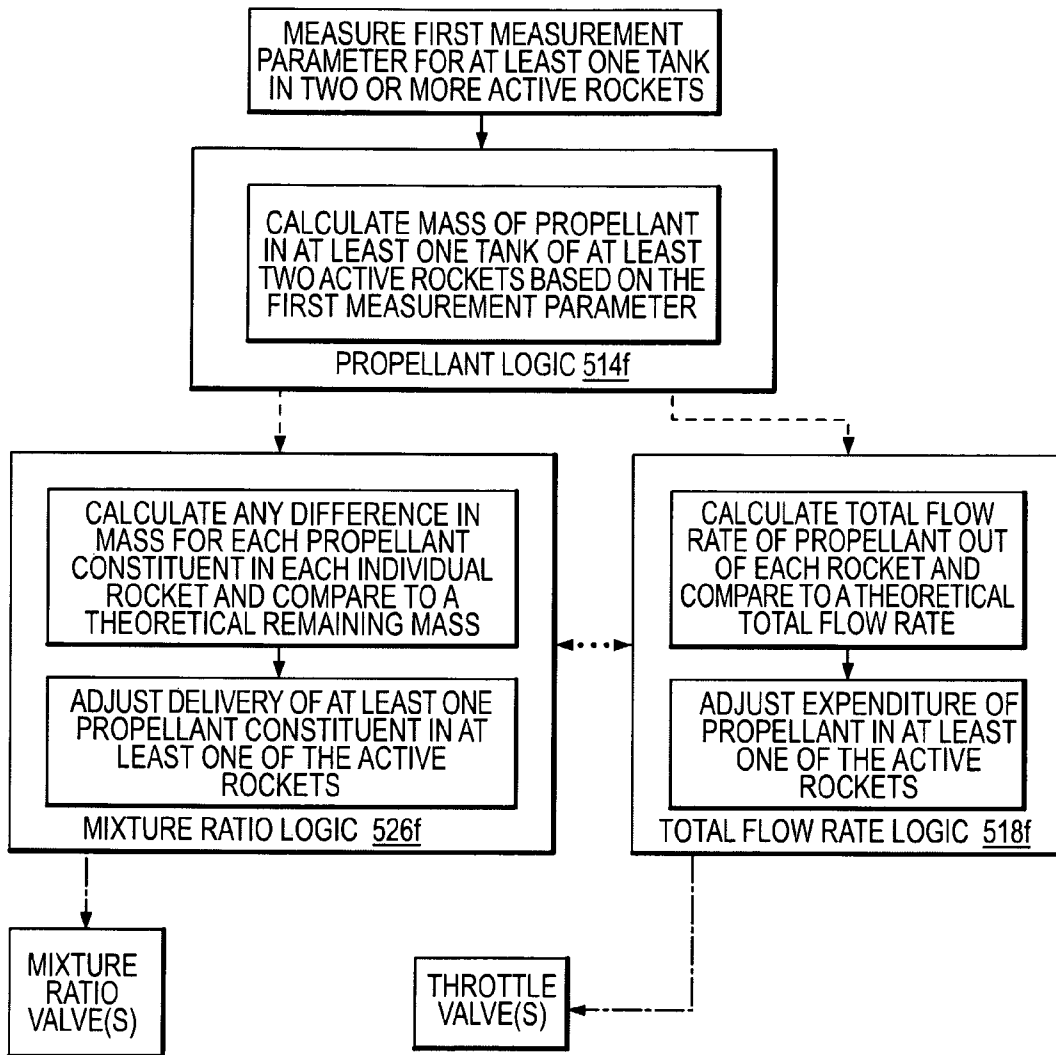 MEASURE FIRST MEASUREMENT
PARAMETER FOR AT LEAST ONE TANK
IN TWO OR MORE ACTIVE ROCKETS
CALCULATE MASS OF PROPELLANT
IN AT LEAST ONE TANK OF AT LEAST
TWO ACTIVE ROCKETS BASED ON THE
FIRST MEASUREMENT PARAMETER
PROPELLANT LOGIC 514f
CALCULATE ANY DIFFERENCE IN
MASS FOR EACH PROPELLANT
CONSTITUENT IN EACH INDIVIDUAL
ROCKET AND COMPARE TO A
THEORETICAL REMAINING MASS
ADJUST DELIVERY OF AT LEAST ONE
PROPELLANT CONSTITUENT IN AT
LEAST ONE OF THE ACTIVE
ROCKETS
MIXTURE RATIO LOGIC 526f
CALCULATE TOTAL FLOW
RATE OF PROPELLANT OUT
OF EACH ROCKET AND
COMPARE TO A THEORETICAL
TOTAL FLOW RATE
ADJUST EXPENDITURE OF
PROPELLANT IN AT LEAST
ONE OF THE ACTIVE
ROCKETS
TOTAL FLOW RATE LOGIC 518f
MIXTURE
RATIO
VALVE(S)
THROTTLE
VALVE(S)